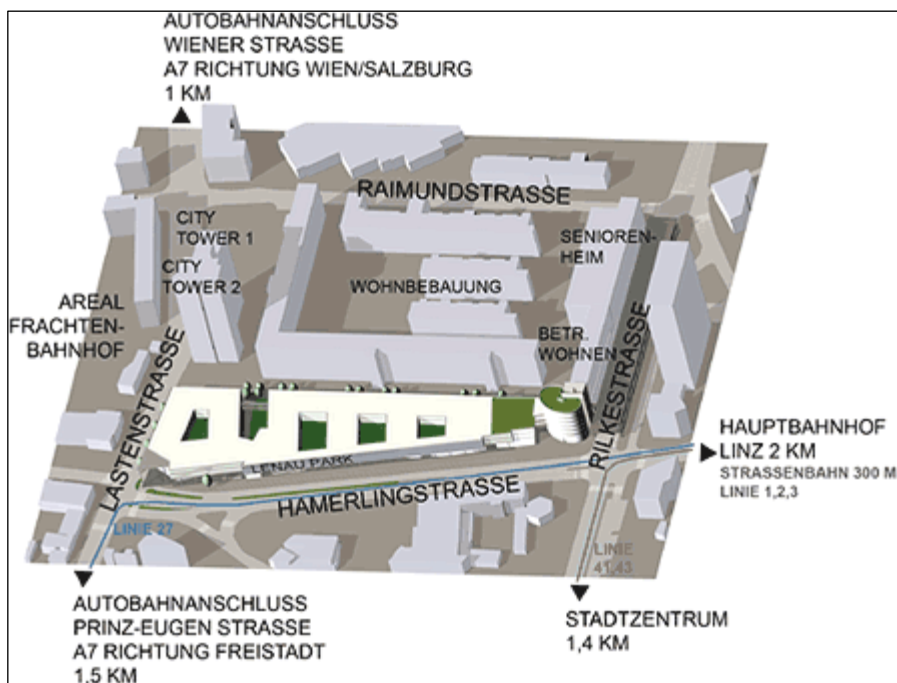 AUTOBAHNANSCHLUSS
WIENER STRASSE
A7 RICHTUNG WIEN/SALZBURG
1 KM
RAIMUNDSTRASSE
CITY
TOWER 1
CITY
TOWER 2
SENIOREN-
HEIM
WOHNBEBAUUNG
AREAL
FRACHTEN-
BAHNHOF
BETR.
WOHNEN
LASTENSTRASSE
RILKESTRASSE
LENAU PARK
HAMERLINGSTRASSE
HAUPTBAHNHOF
LINZ 2 KM
STRASSENBAHN 300 M
LINIE 1,2,3
LINIE 27
LINIE
41,43
AUTOBAHNANSCHLUSS
PRINZ-EUGEN STRASSE
A7 RICHTUNG FREISTADT
1,5 KM
STADTZENTRUM
1,4 KM